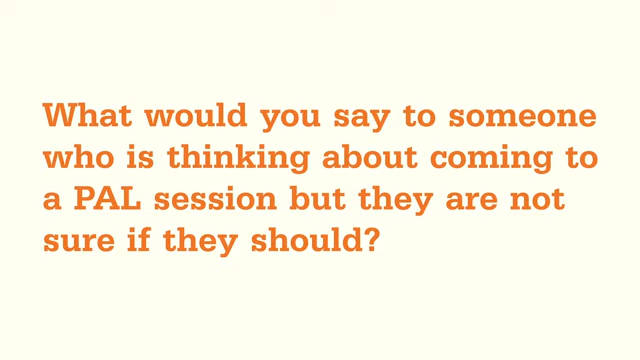 What would you say to someone
who is thinking about coming to
a PAL session but they are not
sure if they should?